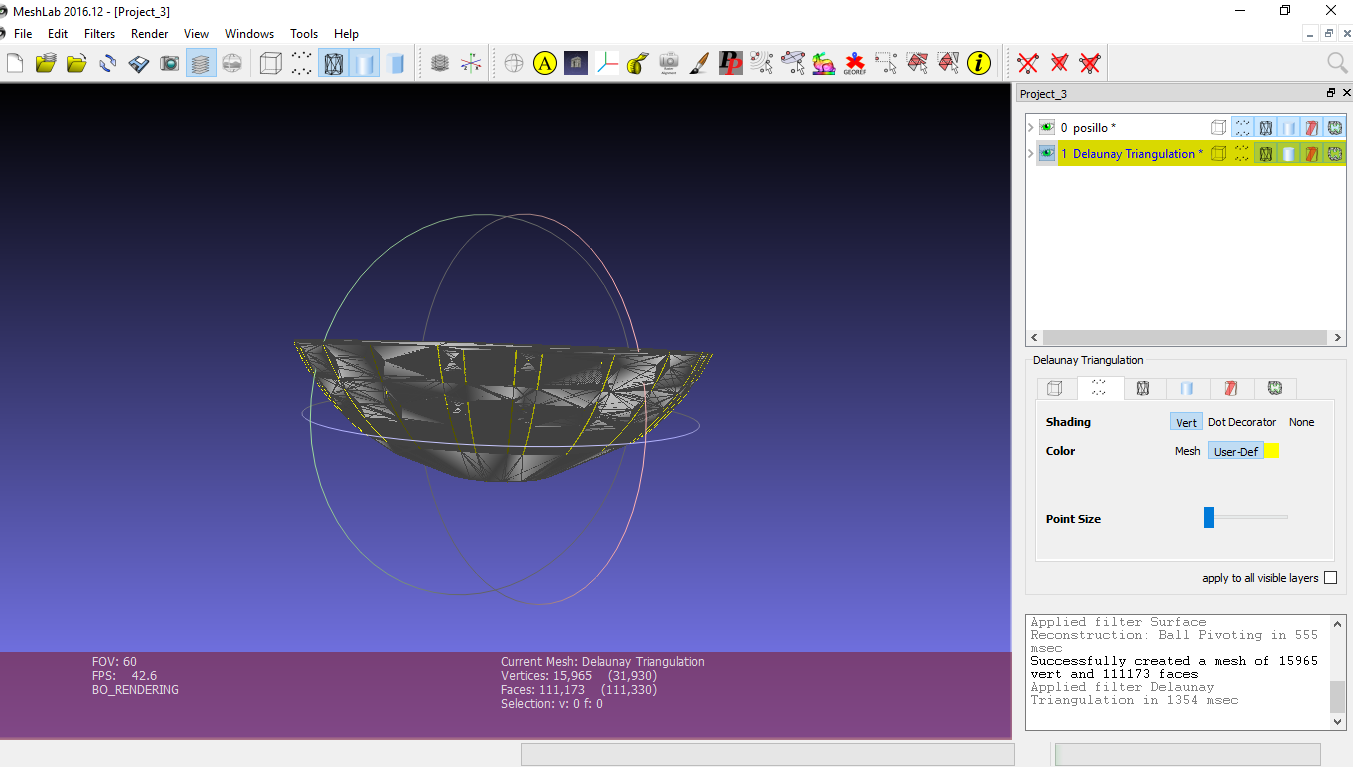 MeshLab 2016.12 - [Project_3]
File Edit Filters Render View Windows Tools Help
A
PP
GEOREF
i
Project_3
0 posillo *
1 Delaunay Triangulation *
Delaunay Triangulation
Shading Vert Dot Decorator None
Color Mesh User-Def
Point Size
apply to all visible layers
Applied filter Surface
Reconstruction: Ball Pivoting in 555
msec
Successfully created a mesh of 15965
vert and 111173 faces
Applied filter Delaunay
Triangulation in 1354 msec
FOV: 60
FPS: 42.6
BO_RENDERING
Current Mesh: Delaunay Triangulation
Vertices: 15,965 (31,930)
Faces: 111,173 (111,330)
Selection: v: 0 f: 0